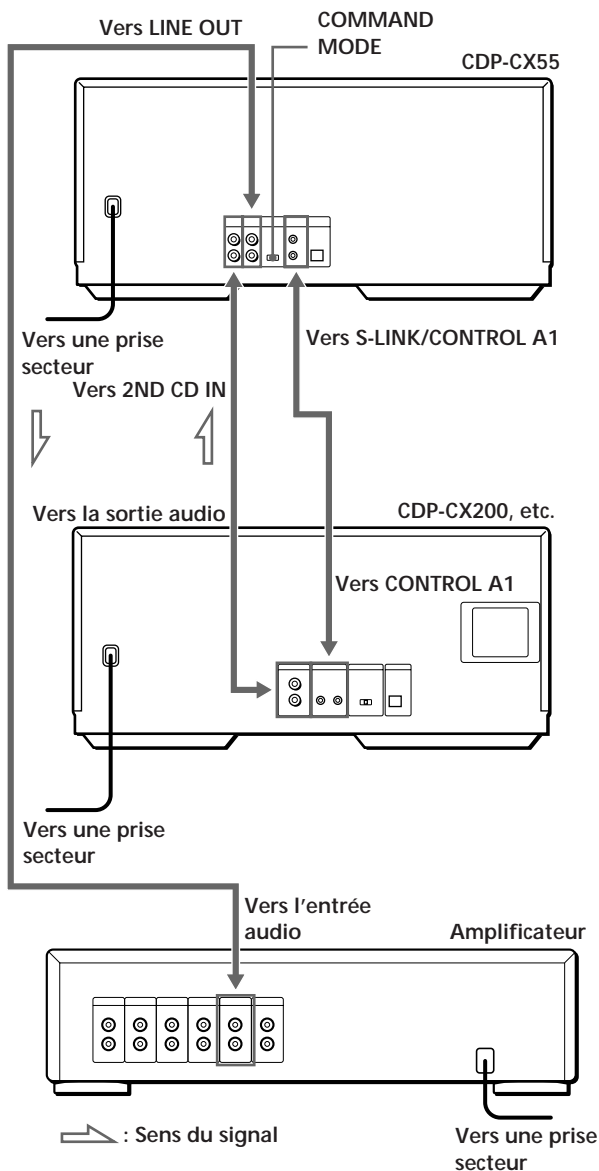 Vers LINE OUT
COMMAND
MODE
CDP-CX55
Vers une prise
secteur
Vers S-LINK/CONTROL A1
Vers 2ND CD IN
Vers la sortie audio
CDP-CX200, etc.
Vers CONTROL A1
Vers une prise
secteur
Vers l'entrée
audio
Amplificateur
: Sens du signal
Vers une prise
secteur